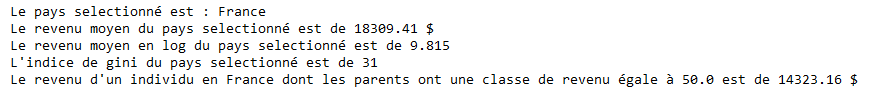 Le pays selectionné est : France
Le revenu moyen du pays selectionné est de 18309.41 $
Le revenu moyen en log du pays selectionné est de 9.815
L'indice de gini du pays selectionné est de 31
Le revenu d'un individu en France dont les parents ont une classe de revenu égale à 50.0 est de 14323.16 $